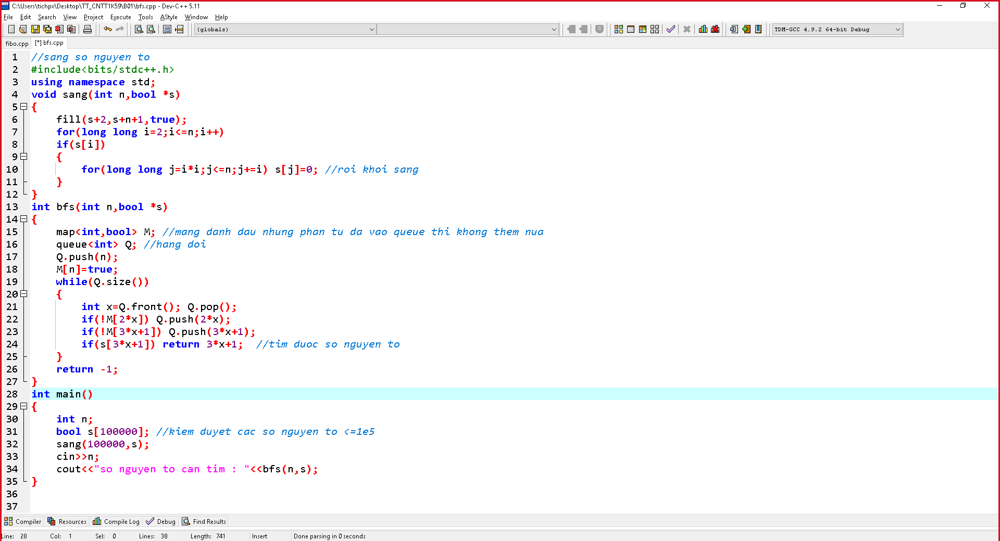 C:\Users\tichpx\Desktop\TT_CNTT1K59\B01\bfs.cpp - Dev-C++ 5.11
File Edit Search View Project Execute Tools AStyle Window Help
(globals) TDM-GCC 4.9.2 64-bit Debug
fibo.cpp [*] bfs.cpp
1 //sang so nguyen to
2 #include<bits/stdc++.h>
3 using namespace std;
4 void sang(int n,bool *s)
5 {
6 fill(s+2,s+n+1,true);
7 for(long long i=2;i<=n;i++)
8 if(s[i])
9 {
10 for(long long j=i*i;j<=n;j+=i) s[j]=0; //roi khoi sang
11 }
12 }
13 int bfs(int n,bool *s)
14 {
15 map<int,bool> M; //mang danh dau nhung phan tu da vao queue thi khong them nua
16 queue<int> Q; //hang doi
17 Q.push(n);
18 M[n]=true;
19 while(Q.size())
20 {
21 int x=Q.front(); Q.pop();
22 if(!M[2*x]) Q.push(2*x);
23 if(!M[3*x+1]) Q.push(3*x+1);
24 if(s[3*x+1]) return 3*x+1; //tim duoc so nguyen to
25 }
26 return -1;
27 }
28 int main()
29 {
30 int n;
31 bool s[100000]; //kiem duyet cac so nguyen to <=1e5
32 sang(100000,s);
33 cin>>n;
34 cout<<"so nguyen to can tim : "<<bfs(n,s);
35 }
36
37
Compiler Resources Compile Log Debug Find Results
Line: 28 Col: 1 Sel: 0 Lines: 38 Length: 741 Insert Done parsing in 0 seconds